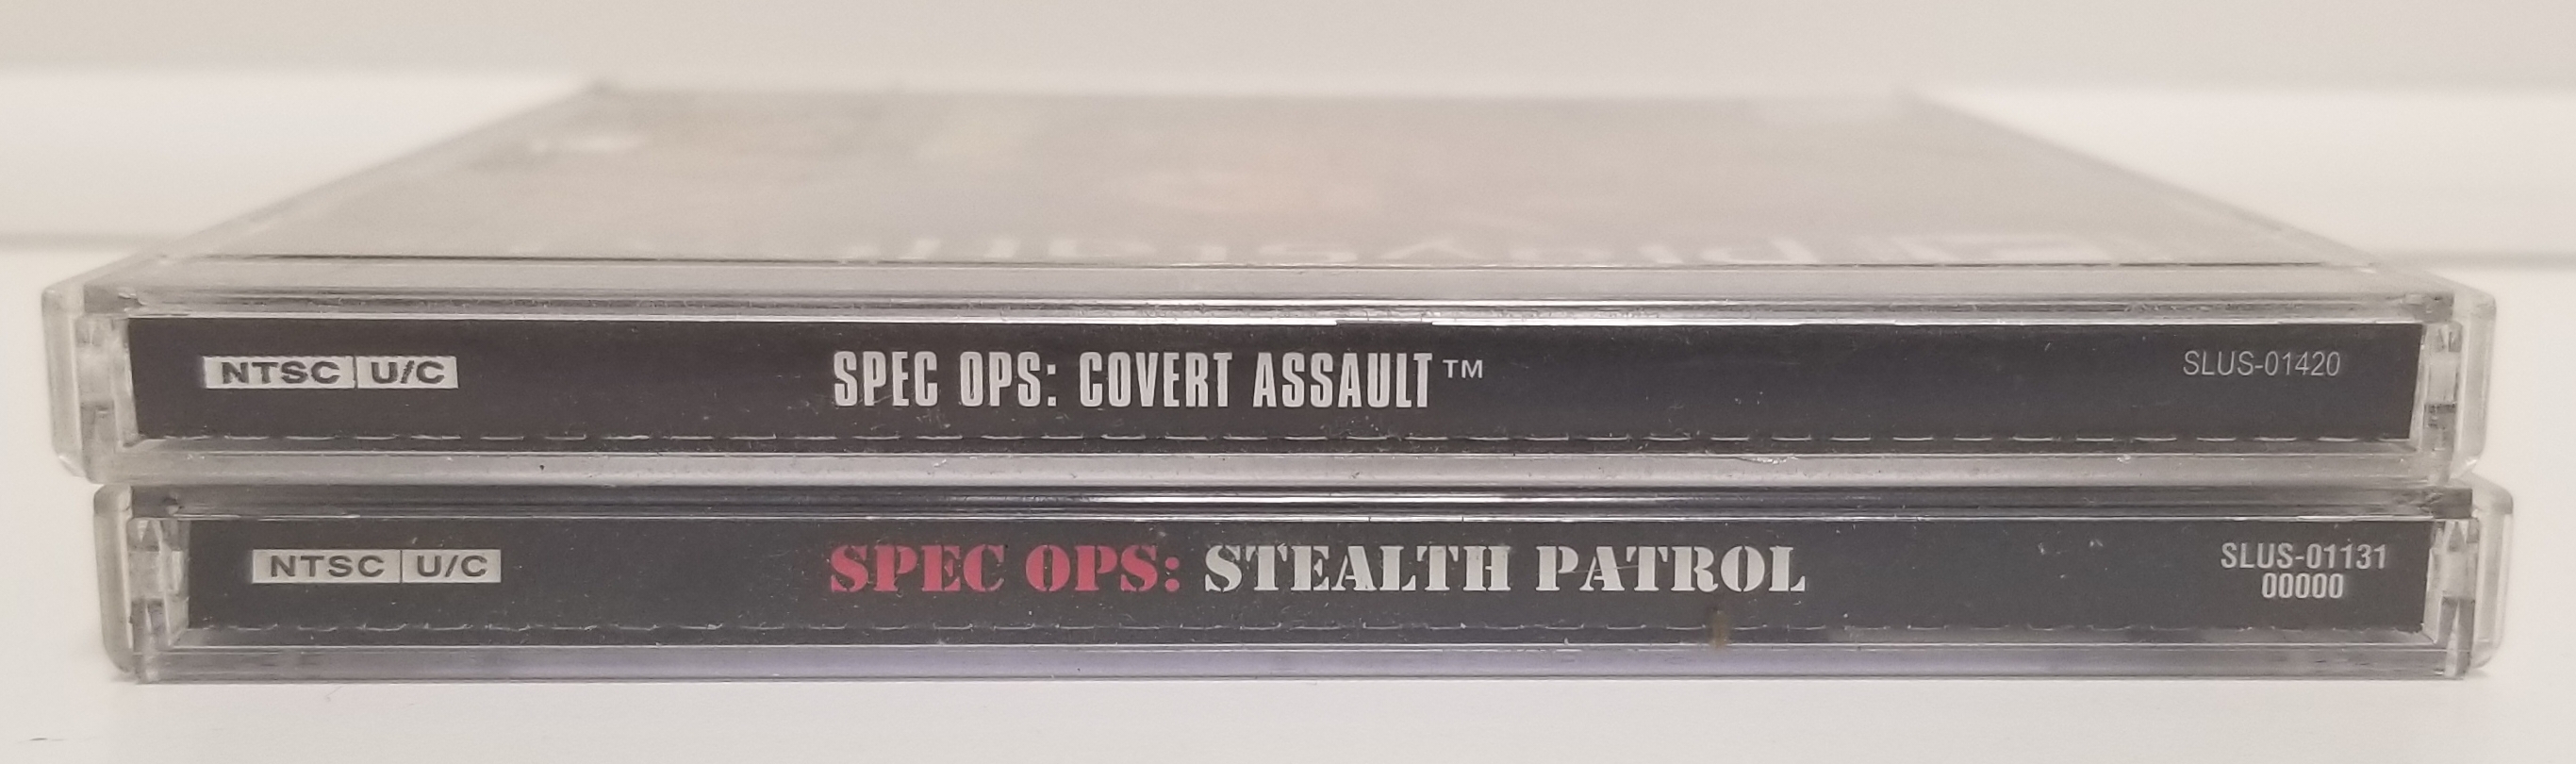 NTSC U/C
SPEC OPS: COVERT ASSAULT™
SLUS-01420
NTSC U/C
SPEC OPS: STEALTH PATROL
SLUS-01131
00000